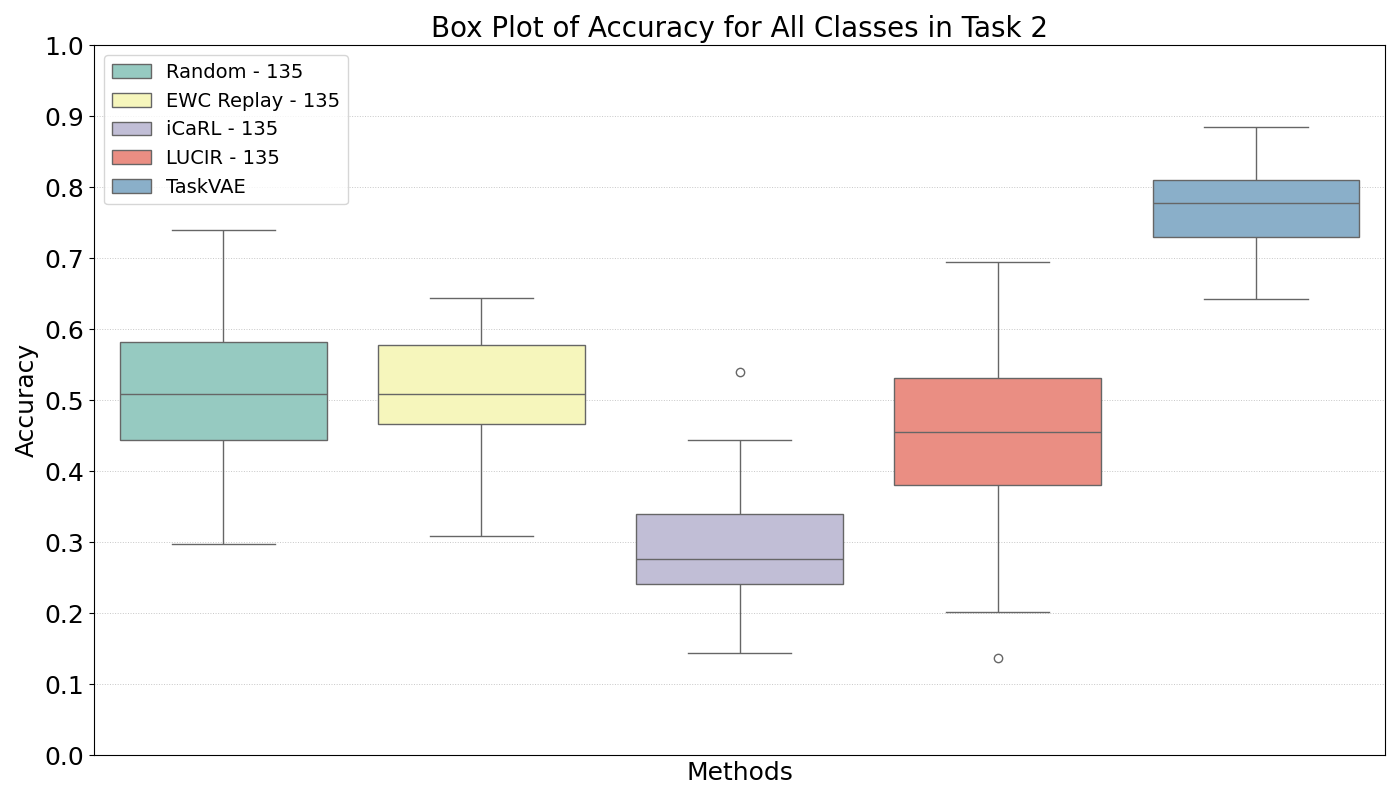 Box Plot of Accuracy for All Classes in Task 2
1.0
0.9
0.8
0.7
0.6
0.5
0.4
0.3
0.2
0.1
0.0
Accuracy
Random - 135
EWC Replay - 135
iCaRL - 135
LUCIR - 135
TaskVAE
Methods